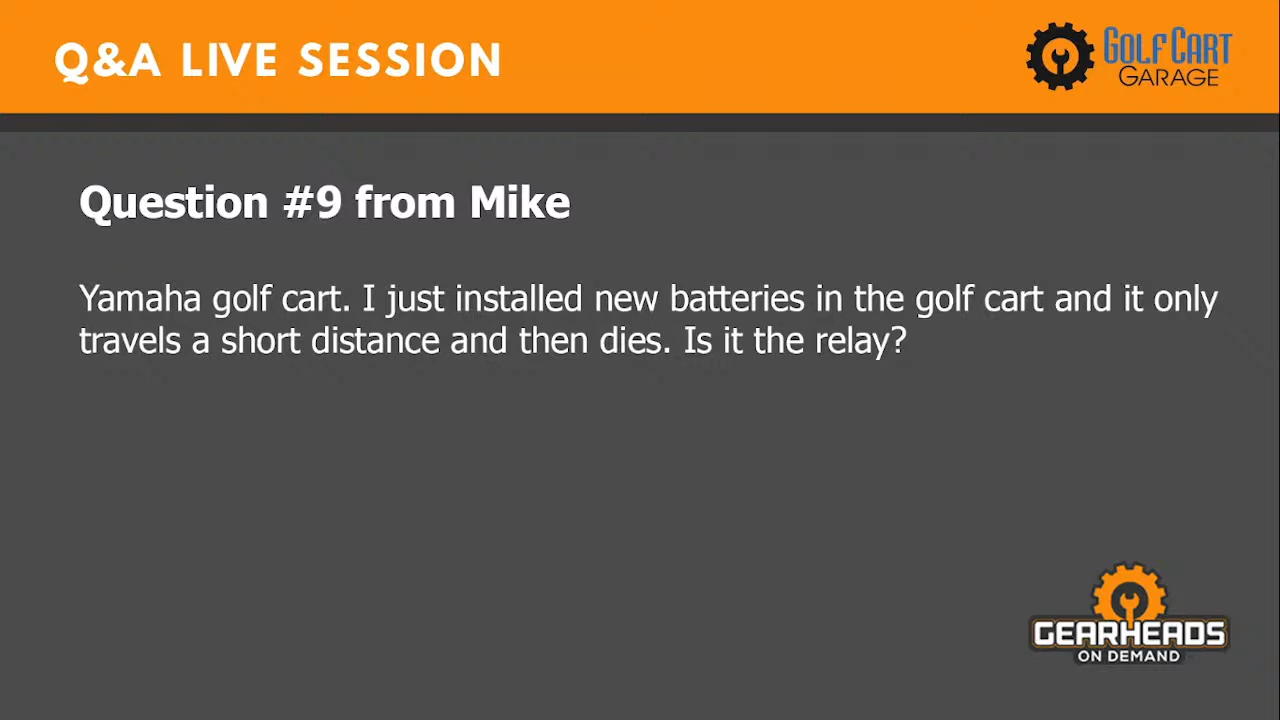 Q&A LIVE SESSION
GOLF CART
GARAGE
Question #9 from Mike
Yamaha golf cart. I just installed new batteries in the golf cart and it only
travels a short distance and then dies. Is it the relay?
GEARHEADS
ON DEMAND